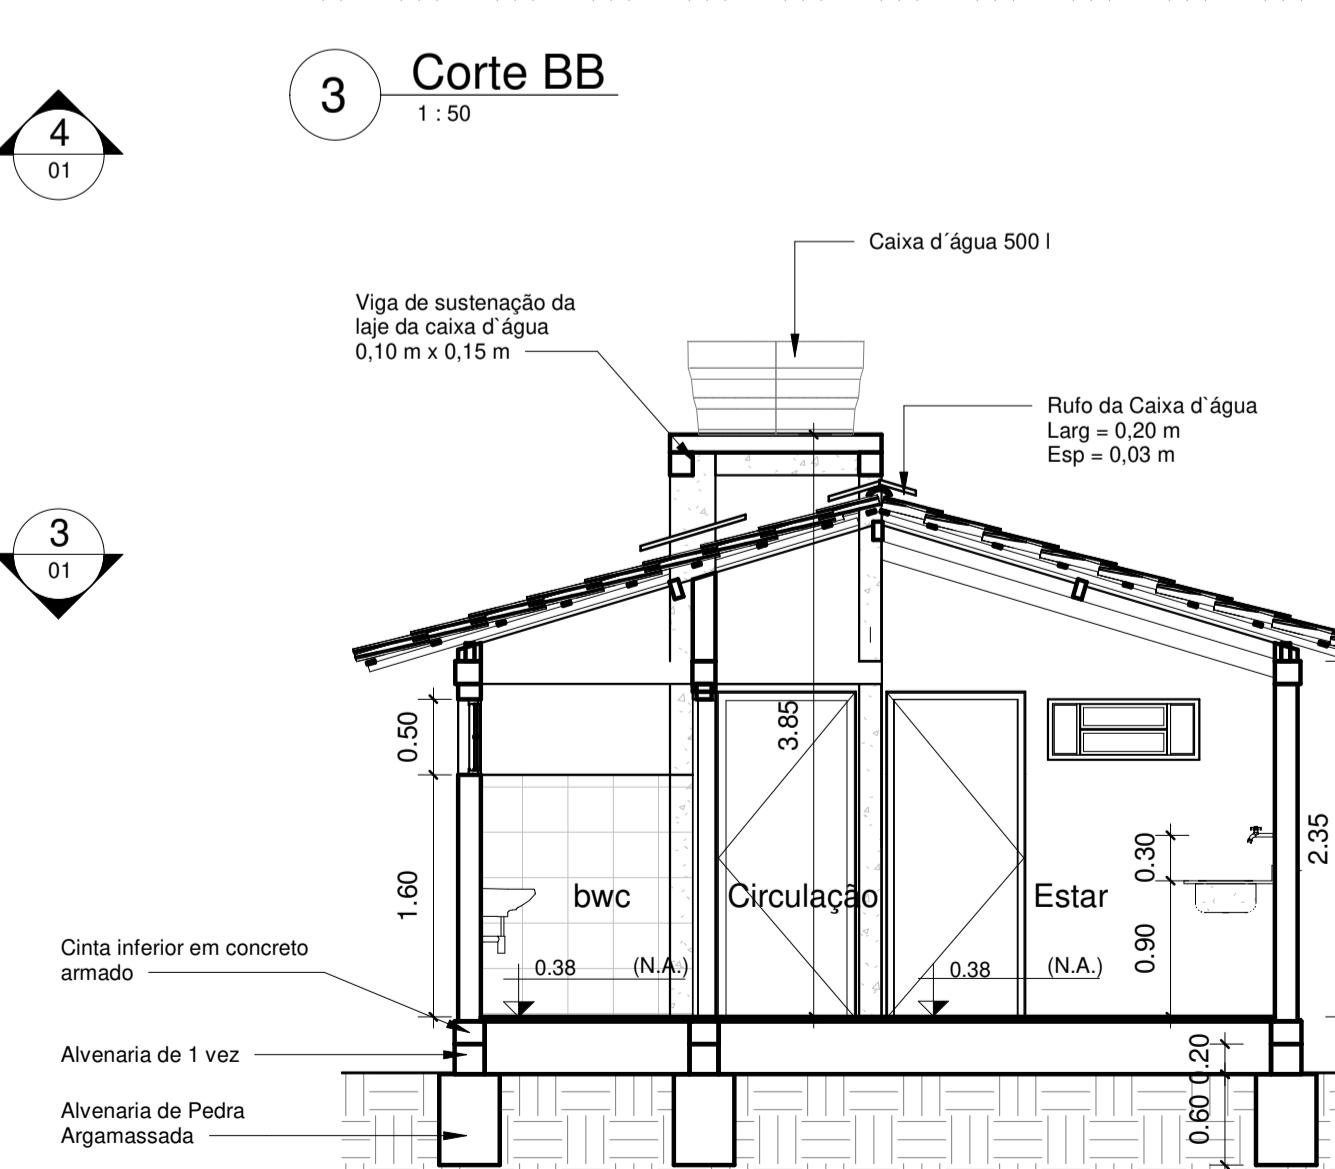 3
Corte BB
1 : 50
4
01
Caixa d´água 500 l
Viga de sustenação da
laje da caixa d`água
0,10 m x 0,15 m
Rufo da Caixa d`água
Larg = 0,20 m
Esp = 0,03 m
3
01
0.50
3.85
2.35
0.30
1.60
bwc
Circulação
Estar
0.90
0.38
(N.A.)
0.38
(N.A.)
Cinta inferior em concreto
armado
Alvenaria de 1 vez
0.20
0.60
Alvenaria de Pedra
Argamassada